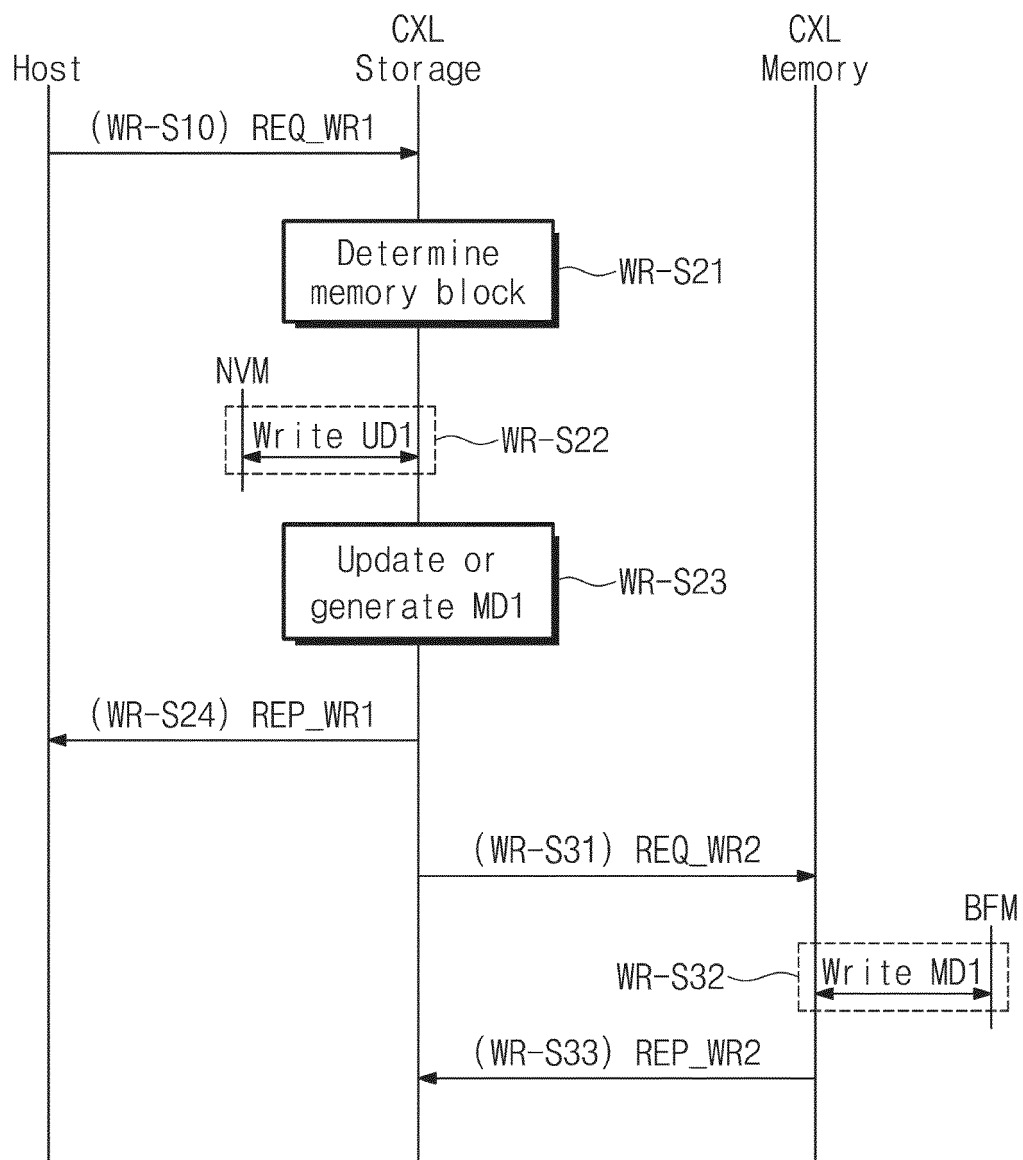 Host
CXL
Storage
CXL
Memory
(WR-S10) REQ_WR1
Determine
memory block
WR-S21
NVM
Write UD1
WR-S22
Update or
generate MD1
WR-S23
(WR-S24) REP_WR1
(WR-S31) REQ_WR2
BFM
WR-S32
Write MD1
(WR-S33) REP_WR2